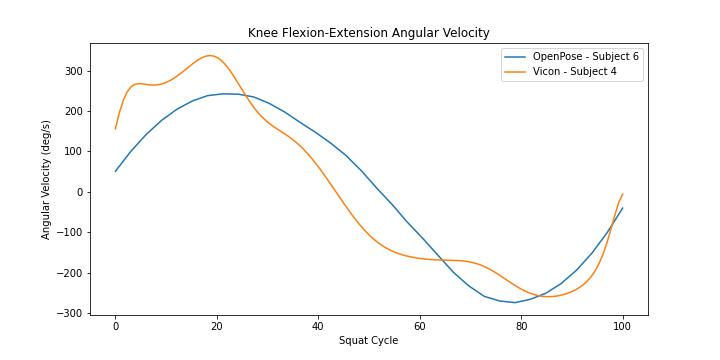 Knee Flexion-Extension Angular Velocity
OpenPose - Subject 6
Vicon - Subject 4
Angular Velocity (deg/s)
300
200
100
0
−100
−200
−300
0
20
40
60
80
100
Squat Cycle